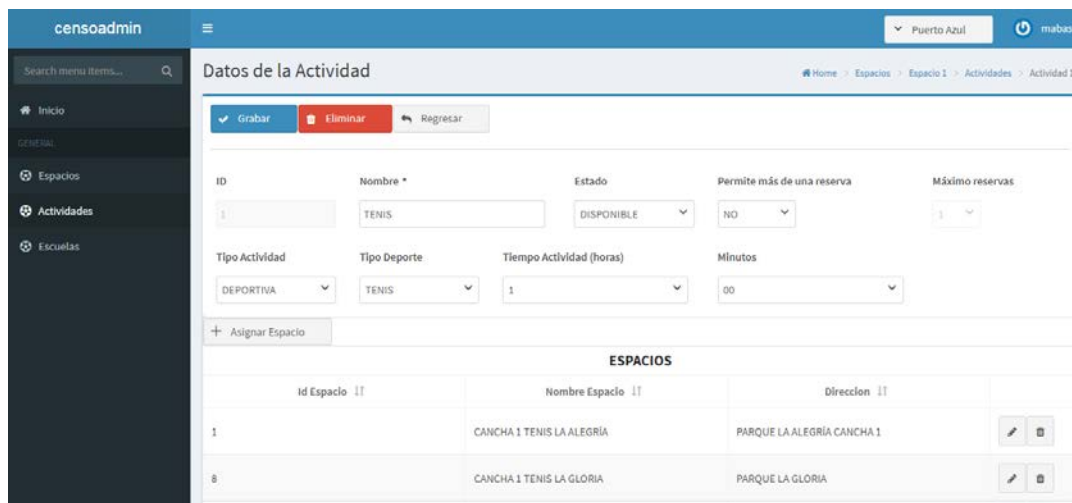 censoadmin
Puerto Azul
mabas
Search menu items...
Datos de la Actividad
Home > Espacios > Espacio 1 > Actividades > Actividad 1
Inicio
GENERAL
Espacios
Actividades
Escuelas
Grabar Eliminar Regresar
ID Nombre * Estado Permite más de una reserva Máximo reservas
1 TENIS DISPONIBLE NO 1
Tipo Actividad Tipo Deporte Tiempo Actividad (horas) Minutos
DEPORTIVA TENIS 1 00
+ Asignar Espacio
ESPACIOS
Id Espacio Nombre Espacio Direccion
1 CANCHA 1 TENIS LA ALEGRÍA PARQUE LA ALEGRÍA CANCHA 1
8 CANCHA 1 TENIS LA GLORIA PARQUE LA GLORIA